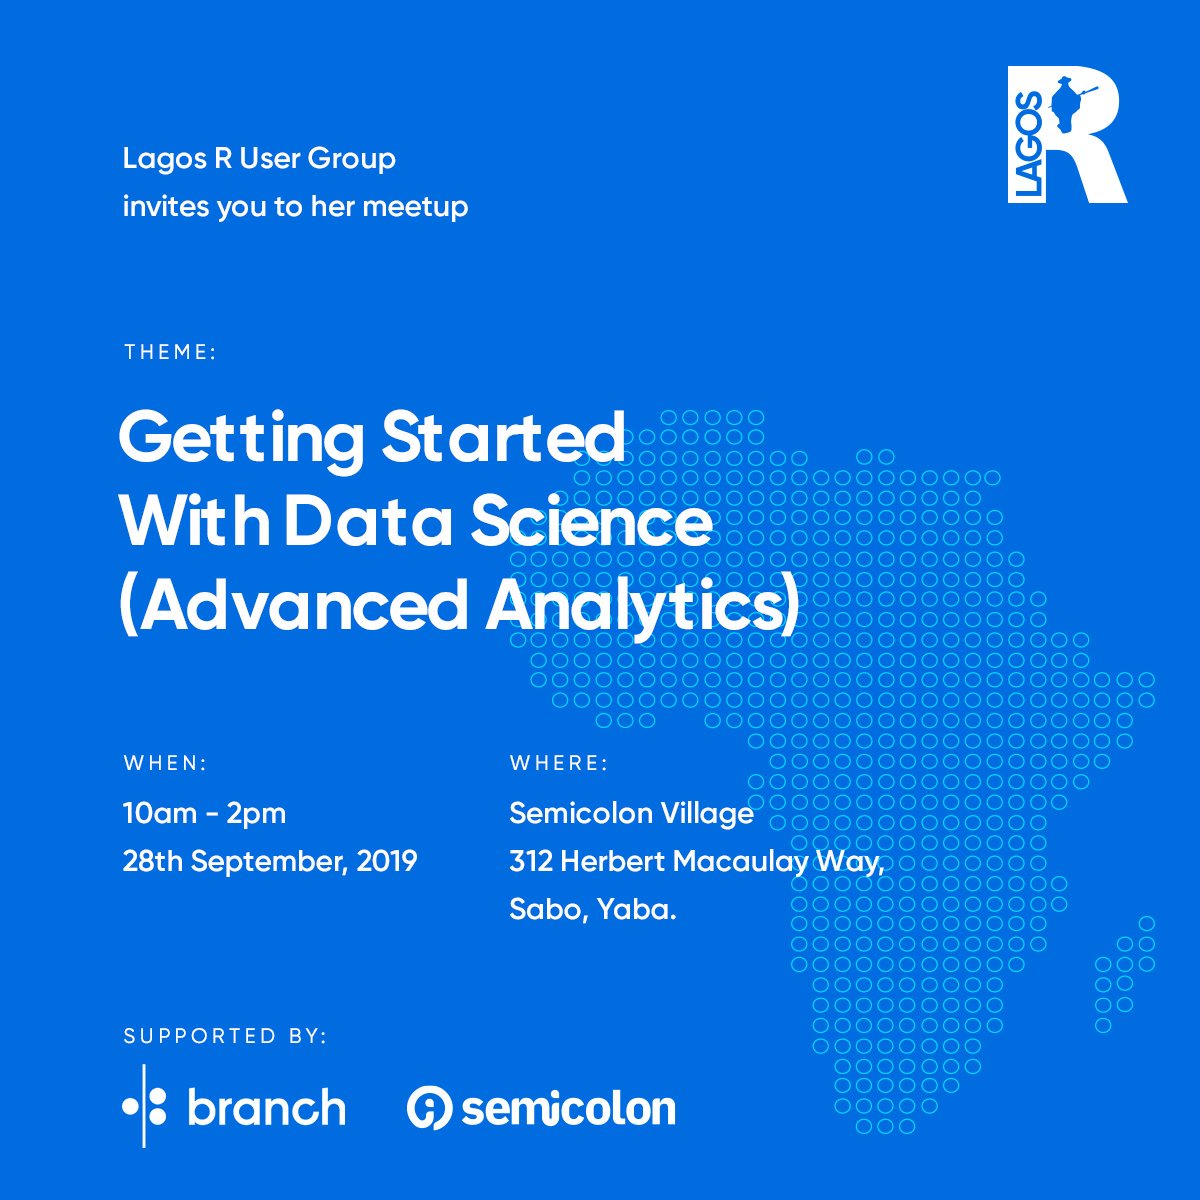 LAGOS R
Lagos R User Group
invites you to her meetup
THEME:
Getting Started
With Data Science
(Advanced Analytics)
WHEN:
10am - 2pm
28th September, 2019
WHERE:
Semicolon Village
312 Herbert Macaulay Way,
Sabo, Yaba.
SUPPORTED BY:
branch
semicolon